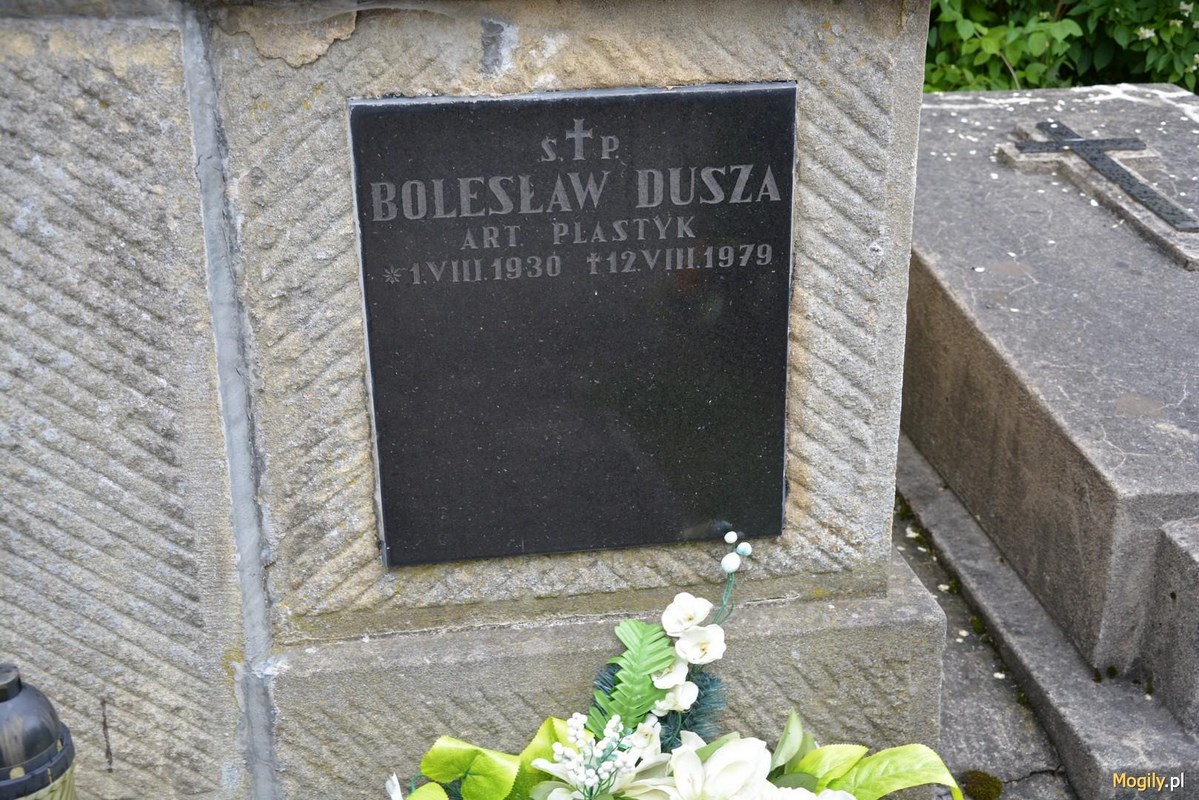 S.✝P.
BOLESŁAW DUSZA
ART. PLASTYK
*1.VIII.1930 ✝12.VIII.1979
Mogily.pl